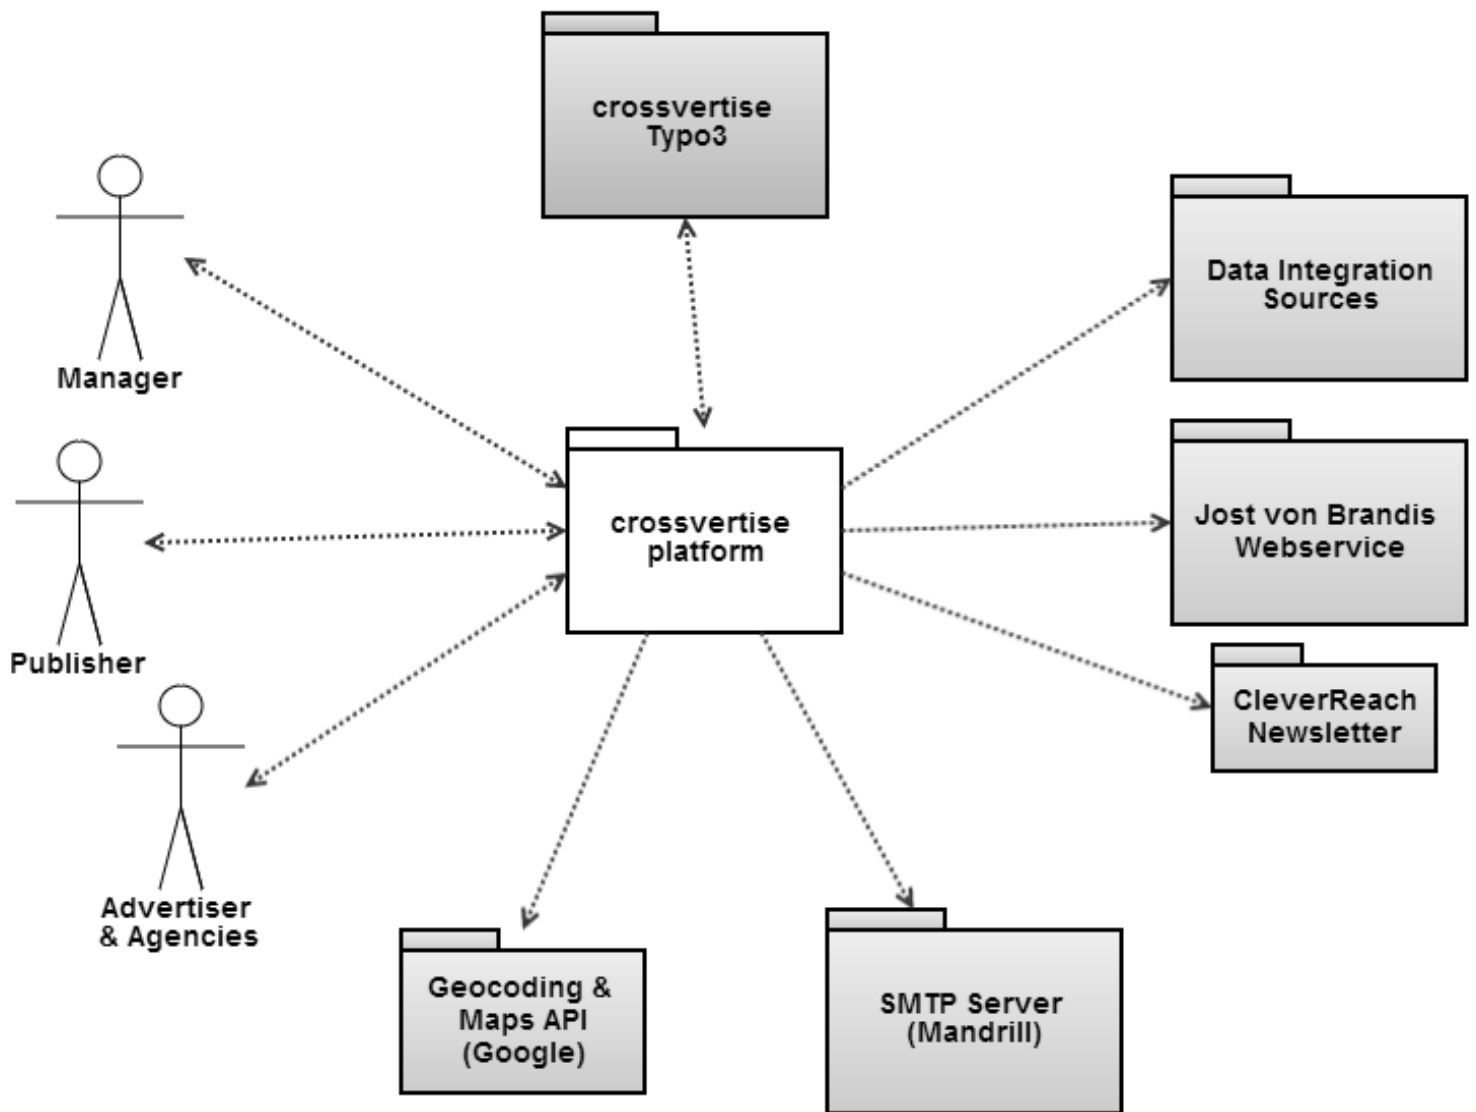 crossvertise
Typo3
Manager
Data Integration
Sources
Publisher
crossvertise
platform
Jost von Brandis
Webservice
CleverReach
Newsletter
Advertiser
& Agencies
Geocoding &
Maps API
(Google)
SMTP Server
(Mandrill)